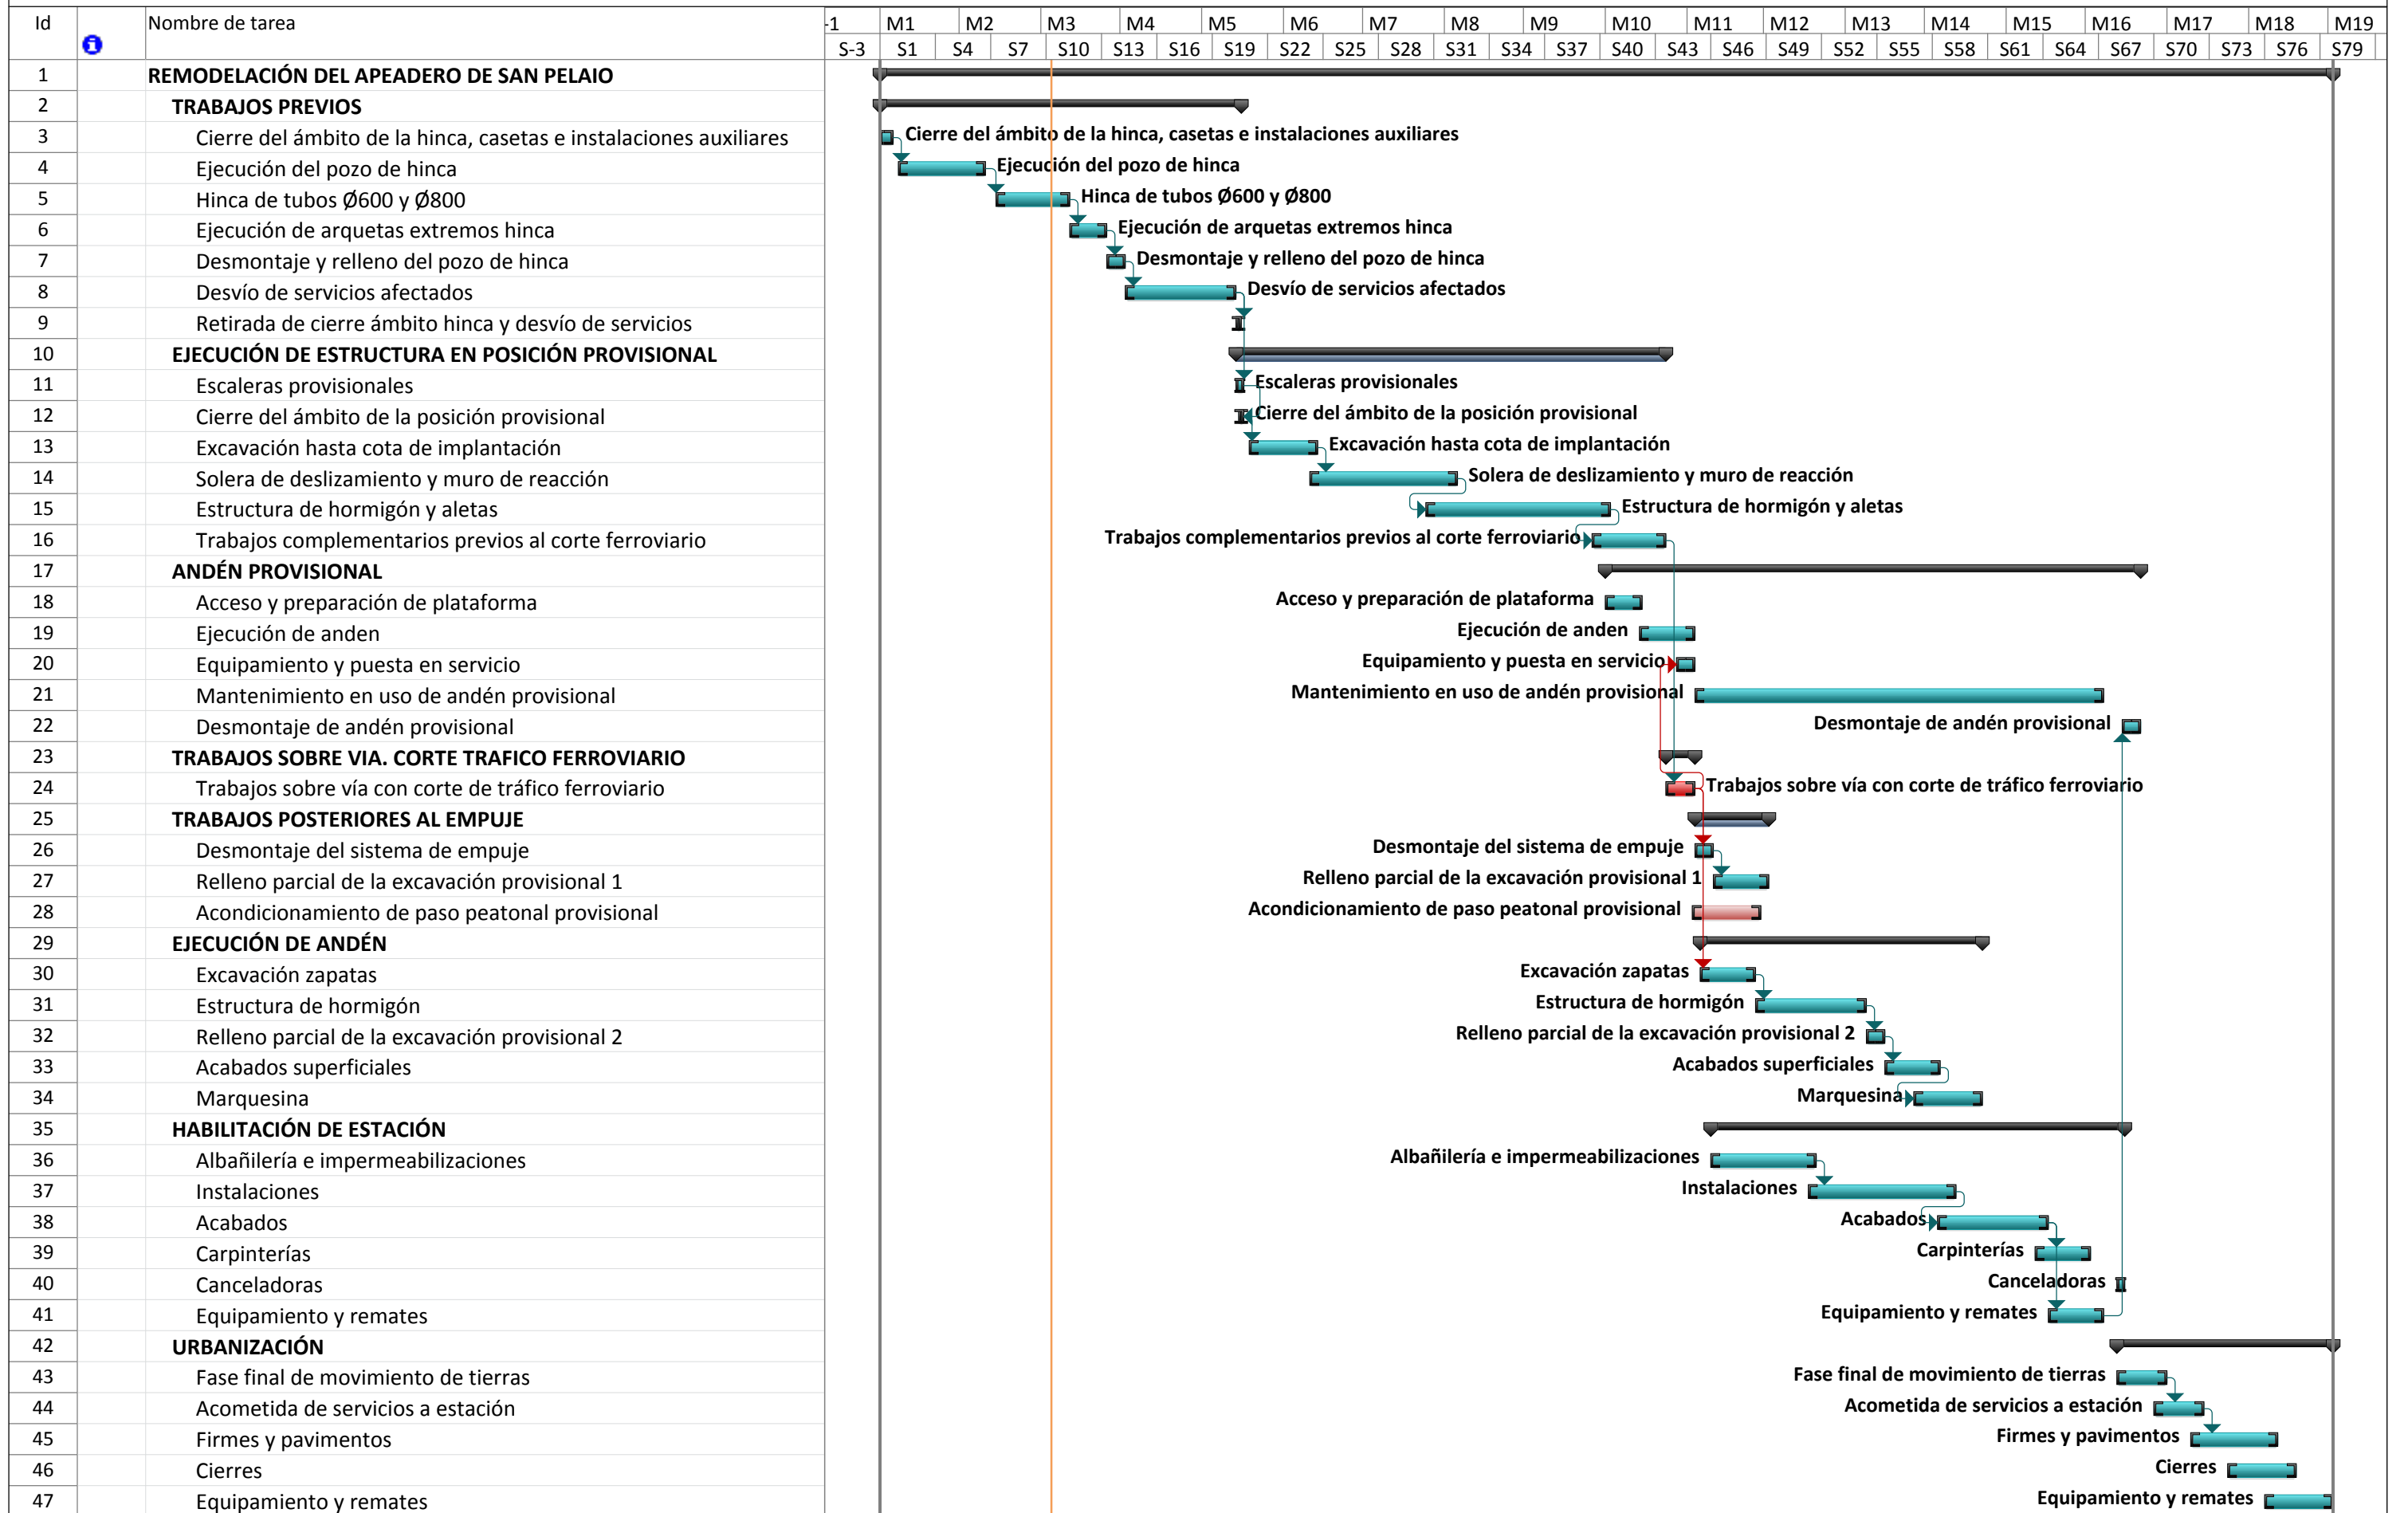 Id Nombre de tarea -1 M1 M2 M3 M4 M5 M6 M7 M8 M9 M10 M11 M12 M13 M14 M15 M16 M17 M18 M19
S-3 S1 S4 S7 S10 S13 S16 S19 S22 S25 S28 S31 S34 S37 S40 S43 S46 S49 S52 S55 S58 S61 S64 S67 S70 S73 S76 S79
1 REMODELACIÓN DEL APEADERO DE SAN PELAIO
2 TRABAJOS PREVIOS
3 Cierre del ámbito de la hinca, casetas e instalaciones auxiliares Cierre del ámbito de la hinca, casetas e instalaciones auxiliares
4 Ejecución del pozo de hinca Ejecución del pozo de hinca
5 Hinca de tubos Ø600 y Ø800 Hinca de tubos Ø600 y Ø800
6 Ejecución de arquetas extremos hinca Ejecución de arquetas extremos hinca
7 Desmontaje y relleno del pozo de hinca Desmontaje y relleno del pozo de hinca
8 Desvío de servicios afectados Desvío de servicios afectados
9 Retirada de cierre ámbito hinca y desvío de servicios
10 EJECUCIÓN DE ESTRUCTURA EN POSICIÓN PROVISIONAL
11 Escaleras provisionales Escaleras provisionales
12 Cierre del ámbito de la posición provisional Cierre del ámbito de la posición provisional
13 Excavación hasta cota de implantación Excavación hasta cota de implantación
14 Solera de deslizamiento y muro de reacción Solera de deslizamiento y muro de reacción
15 Estructura de hormigón y aletas Estructura de hormigón y aletas
16 Trabajos complementarios previos al corte ferroviario Trabajos complementarios previos al corte ferroviario
17 ANDÉN PROVISIONAL
18 Acceso y preparación de plataforma Acceso y preparación de plataforma
19 Ejecución de anden Ejecución de anden
20 Equipamiento y puesta en servicio Equipamiento y puesta en servicio
21 Mantenimiento en uso de andén provisional Mantenimiento en uso de andén provisional
22 Desmontaje de andén provisional Desmontaje de andén provisional
23 TRABAJOS SOBRE VIA. CORTE TRAFICO FERROVIARIO
24 Trabajos sobre vía con corte de tráfico ferroviario Trabajos sobre vía con corte de tráfico ferroviario
25 TRABAJOS POSTERIORES AL EMPUJE
26 Desmontaje del sistema de empuje Desmontaje del sistema de empuje
27 Relleno parcial de la excavación provisional 1 Relleno parcial de la excavación provisional 1
28 Acondicionamiento de paso peatonal provisional Acondicionamiento de paso peatonal provisional
29 EJECUCIÓN DE ANDÉN
30 Excavación zapatas Excavación zapatas
31 Estructura de hormigón Estructura de hormigón
32 Relleno parcial de la excavación provisional 2 Relleno parcial de la excavación provisional 2
33 Acabados superficiales Acabados superficiales
34 Marquesina Marquesina
35 HABILITACIÓN DE ESTACIÓN
36 Albañilería e impermeabilizaciones Albañilería e impermeabilizaciones
37 Instalaciones Instalaciones
38 Acabados Acabados
39 Carpinterías Carpinterías
40 Canceladoras Canceladoras
41 Equipamiento y remates Equipamiento y remates
42 URBANIZACIÓN
43 Fase final de movimiento de tierras Fase final de movimiento de tierras
44 Acometida de servicios a estación Acometida de servicios a estación
45 Firmes y pavimentos Firmes y pavimentos
46 Cierres Cierres
47 Equipamiento y remates Equipamiento y remates